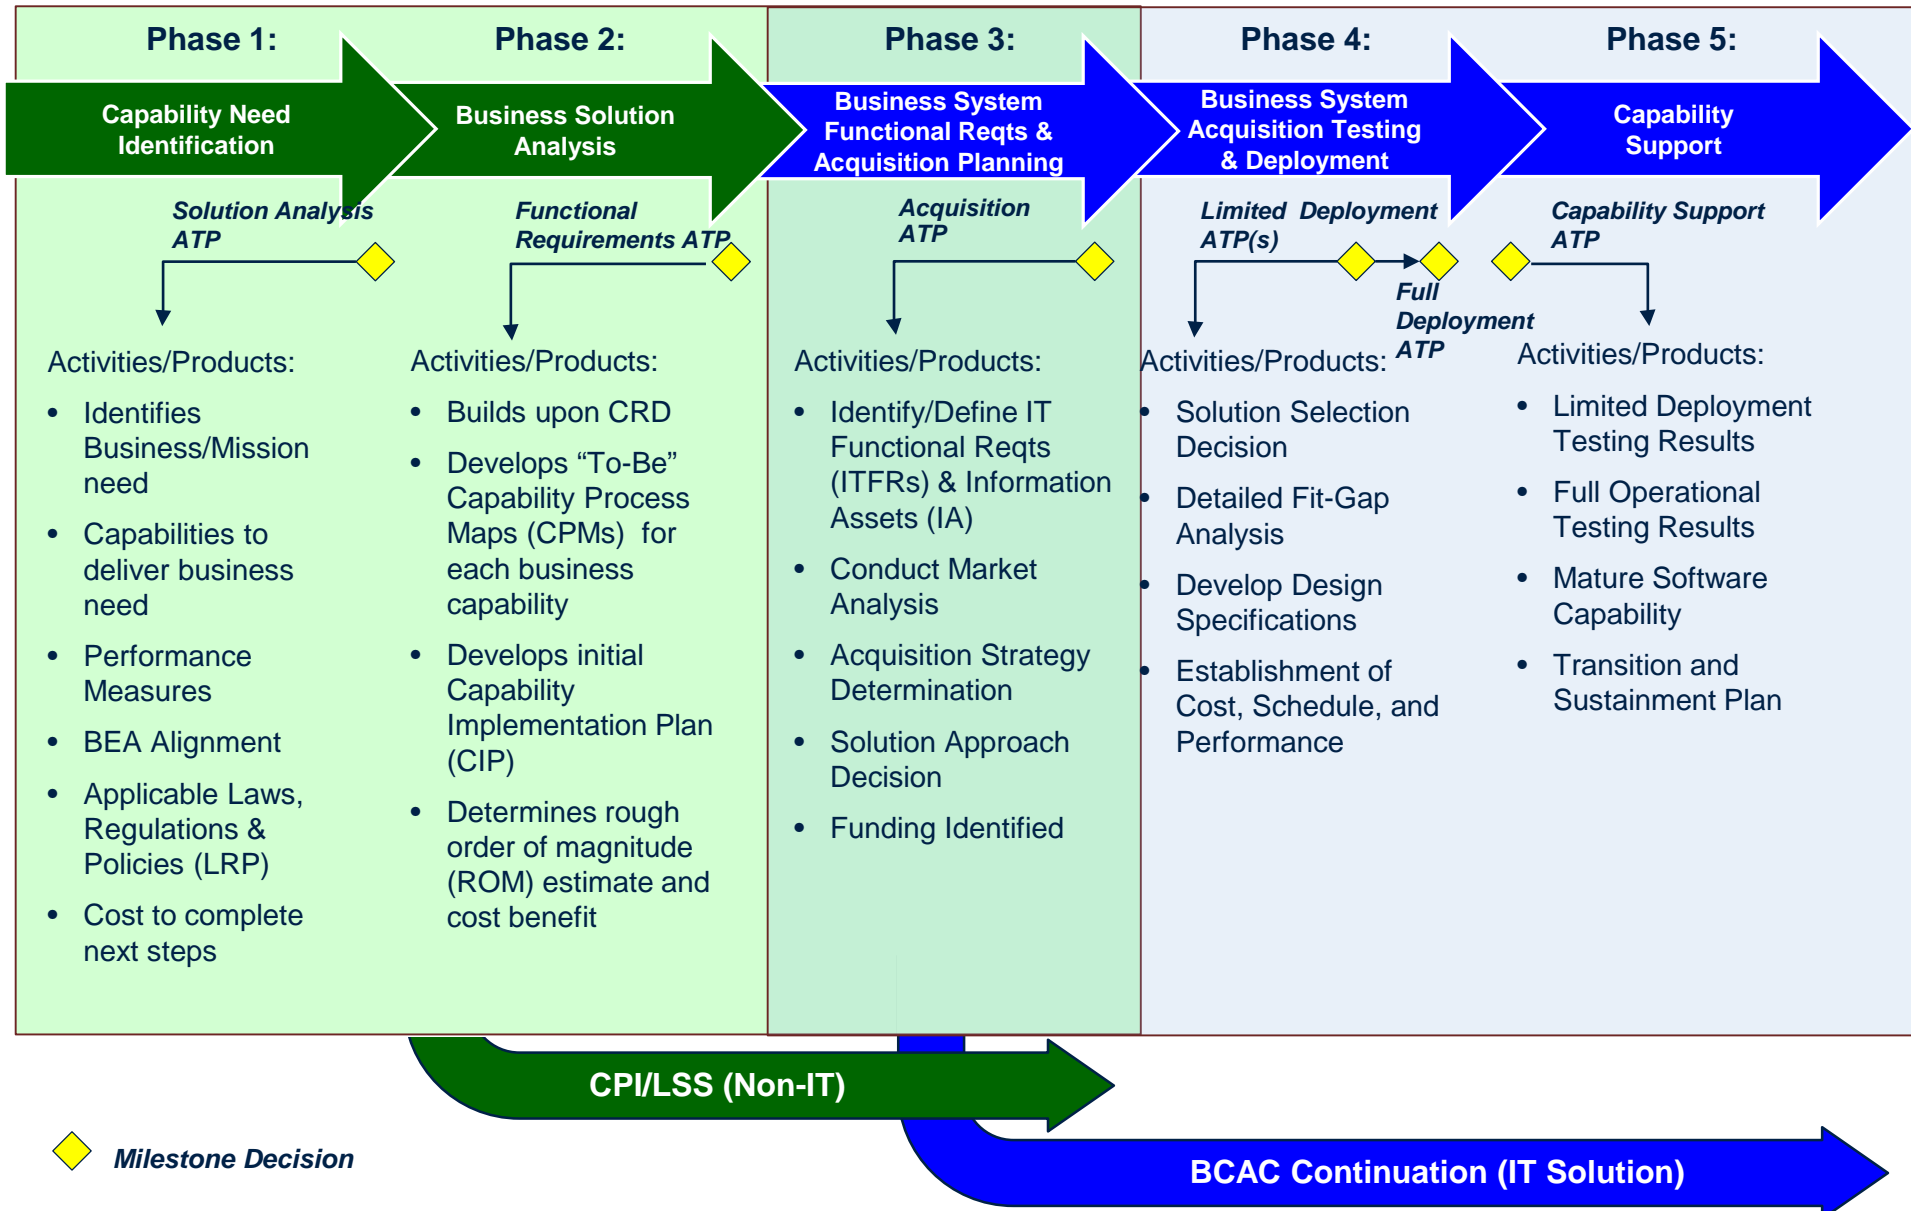 Phase 1:
Phase 2:
Phase 3:
Phase 4:
Phase 5:
Capability Need
Identification
Business Solution
Analysis
Business System
Functional Reqts &
Acquisition Planning
Business System
Acquisition Testing
& Deployment
Capability
Support
Solution Analysis
ATP
Functional
Requirements ATP
Acquisition
ATP
Limited Deployment
ATP(s)
Full
Deployment
ATP
Capability Support
ATP
Activities/Products:
• Identifies
Business/Mission
need
• Capabilities to
deliver business
need
• Performance
Measures
• BEA Alignment
• Applicable Laws,
Regulations &
Policies (LRP)
• Cost to complete
next steps
Activities/Products:
• Builds upon CRD
• Develops “To-Be”
Capability Process
Maps (CPMs) for
each business
capability
• Develops initial
Capability
Implementation Plan
(CIP)
• Determines rough
order of magnitude
(ROM) estimate and
cost benefit
Activities/Products:
• Identify/Define IT
Functional Reqts
(ITFRs) & Information
Assets (IA)
• Conduct Market
Analysis
• Acquisition Strategy
Determination
• Solution Approach
Decision
• Funding Identified
Activities/Products:
• Solution Selection
Decision
• Detailed Fit-Gap
Analysis
• Develop Design
Specifications
• Establishment of
Cost, Schedule, and
Performance
Activities/Products:
• Limited Deployment
Testing Results
• Full Operational
Testing Results
• Mature Software
Capability
• Transition and
Sustainment Plan
CPI/LSS (Non-IT)
BCAC Continuation (IT Solution)
Milestone Decision